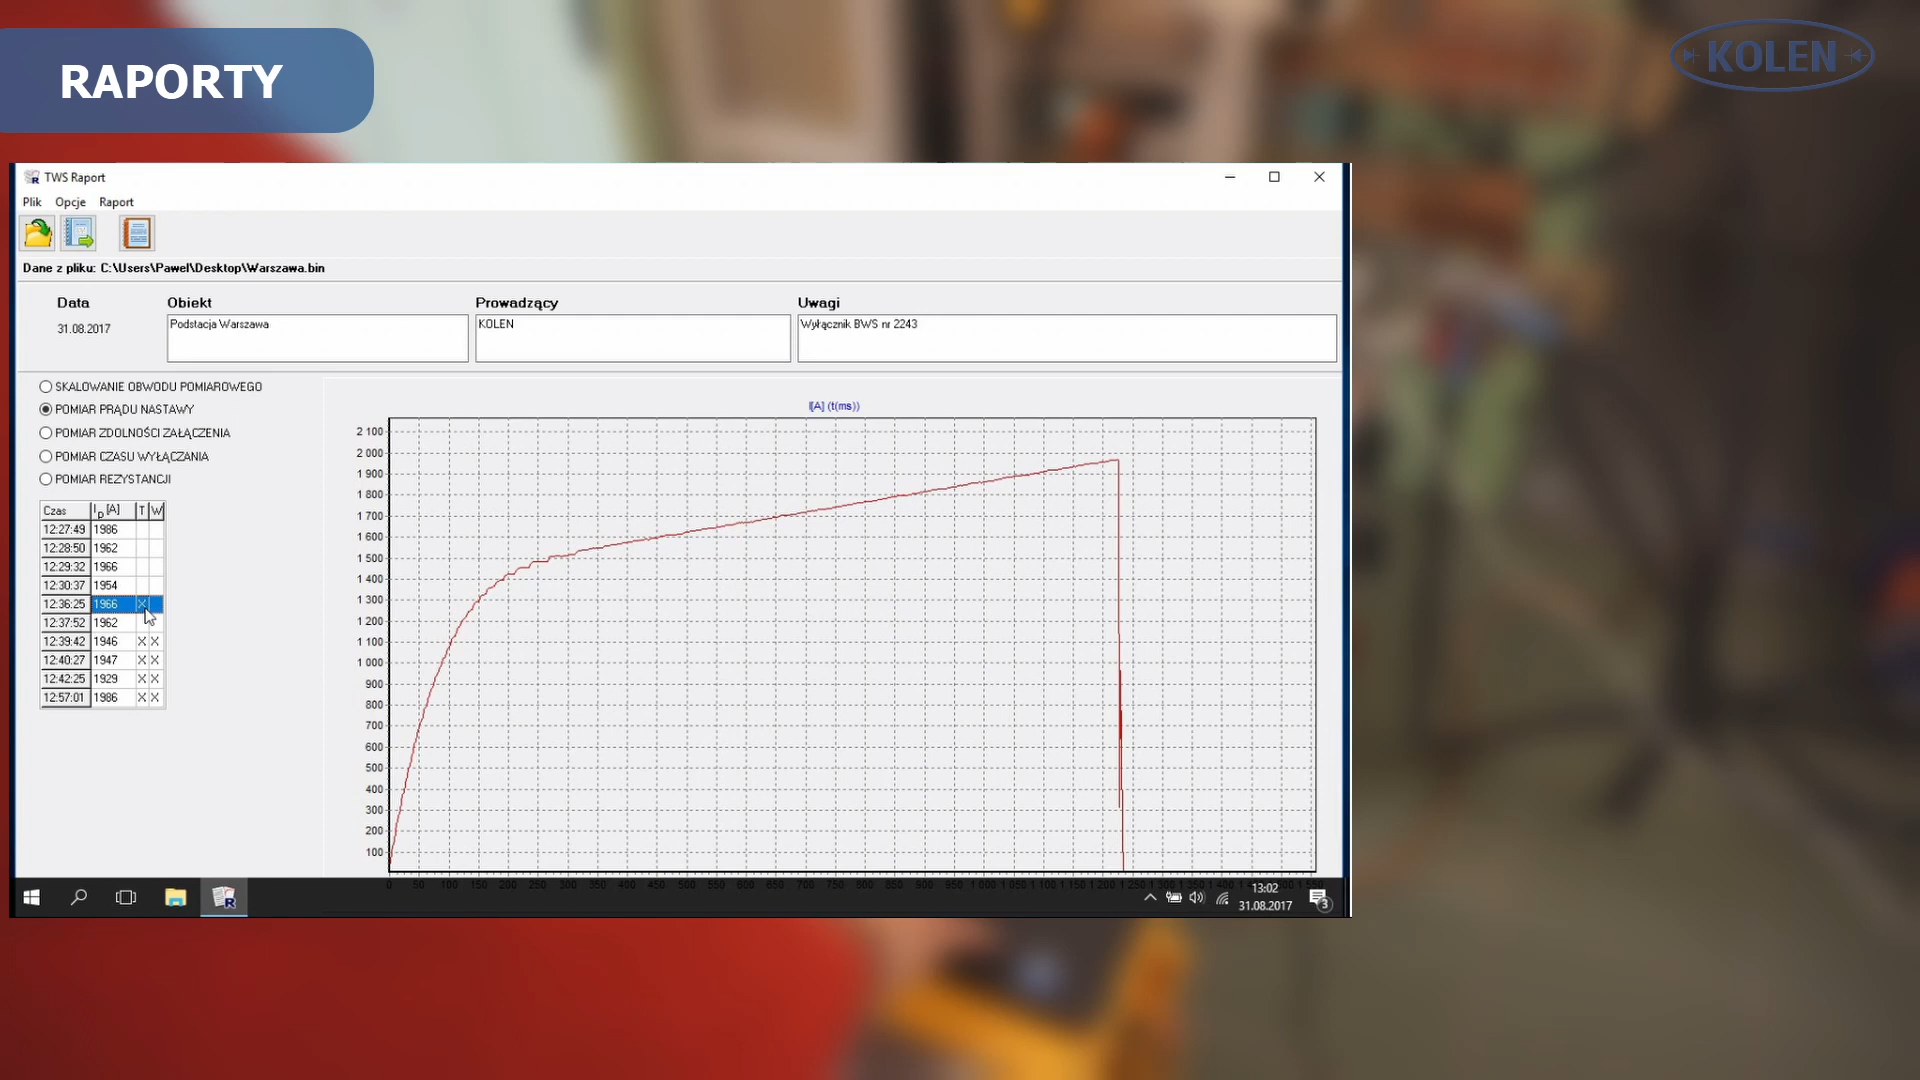 RAPORTY
KOLEN
TWS Raport
Plik Opcje Raport
Dane z pliku: C:\Users\Pawel\Desktop\Warszawa.bin
Data Obiekt Prowadzący Uwagi
31.08.2017 Podstacja Warszawa KOLEN Wyłącznik BWS nr 2243
SKALOWANIE OBWODU POMIAROWEGO
POMIAR PRĄDU NASTAWY
POMIAR ZDOLNOŚCI ZAŁĄCZENIA
POMIAR CZASU WYŁĄCZANIA
POMIAR REZYSTANCJI
Czas Ip [A] T W
12:27:49 1986
12:28:50 1962
12:29:32 1966
12:30:37 1954
12:36:25 1966 X
12:37:52 1962
12:39:42 1946 X X
12:40:27 1947 X X
12:42:25 1929 X X
12:57:01 1986 X X
I[A] (t(ms))
2 100
2 000
1 900
1 800
1 700
1 600
1 500
1 400
1 300
1 200
1 100
1 000
900
800
700
600
500
400
300
200
100
0 50 100 150 200 250 300 350 400 450 500 550 600 650 700 750 800 850 900 950 1 000 1 050 1 100 1 150 1 200 1 250 1 300 1 350
13:02
31.08.2017
3